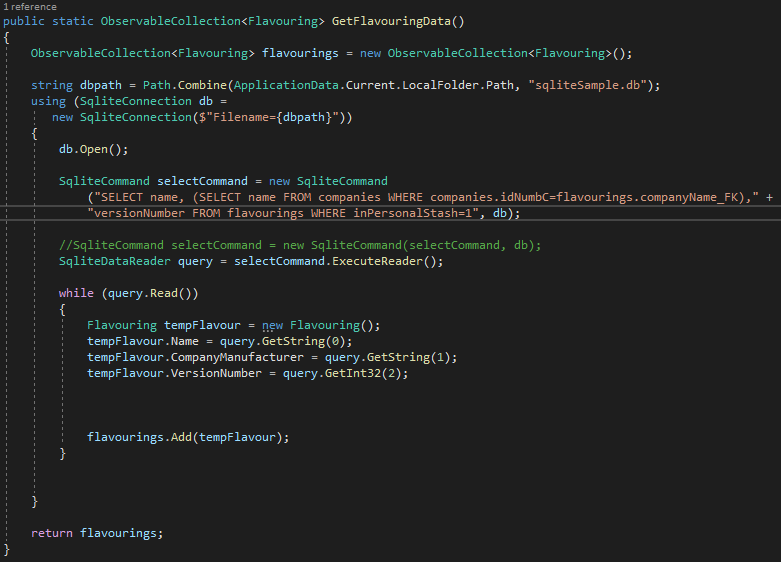 1 reference
public static ObservableCollection<Flavouring> GetFlavouringData()
{
ObservableCollection<Flavouring> flavourings = new ObservableCollection<Flavouring>();
string dbpath = Path.Combine(ApplicationData.Current.LocalFolder.Path, "sqliteSample.db");
using (SqliteConnection db =
new SqliteConnection($"Filename={dbpath}"))
{
db.Open();
SqliteCommand selectCommand = new SqliteCommand
("SELECT name, (SELECT name FROM companies WHERE companies.idNumbC=flavourings.companyName_FK)," +
"versionNumber FROM flavourings WHERE inPersonalStash=1", db);
//SqliteCommand selectCommand = new SqliteCommand(selectCommand, db);
SqliteDataReader query = selectCommand.ExecuteReader();
while (query.Read())
{
Flavouring tempFlavour = new Flavouring();
tempFlavour.Name = query.GetString(0);
tempFlavour.CompanyManufacturer = query.GetString(1);
tempFlavour.VersionNumber = query.GetInt32(2);
flavourings.Add(tempFlavour);
}
}
return flavourings;
}